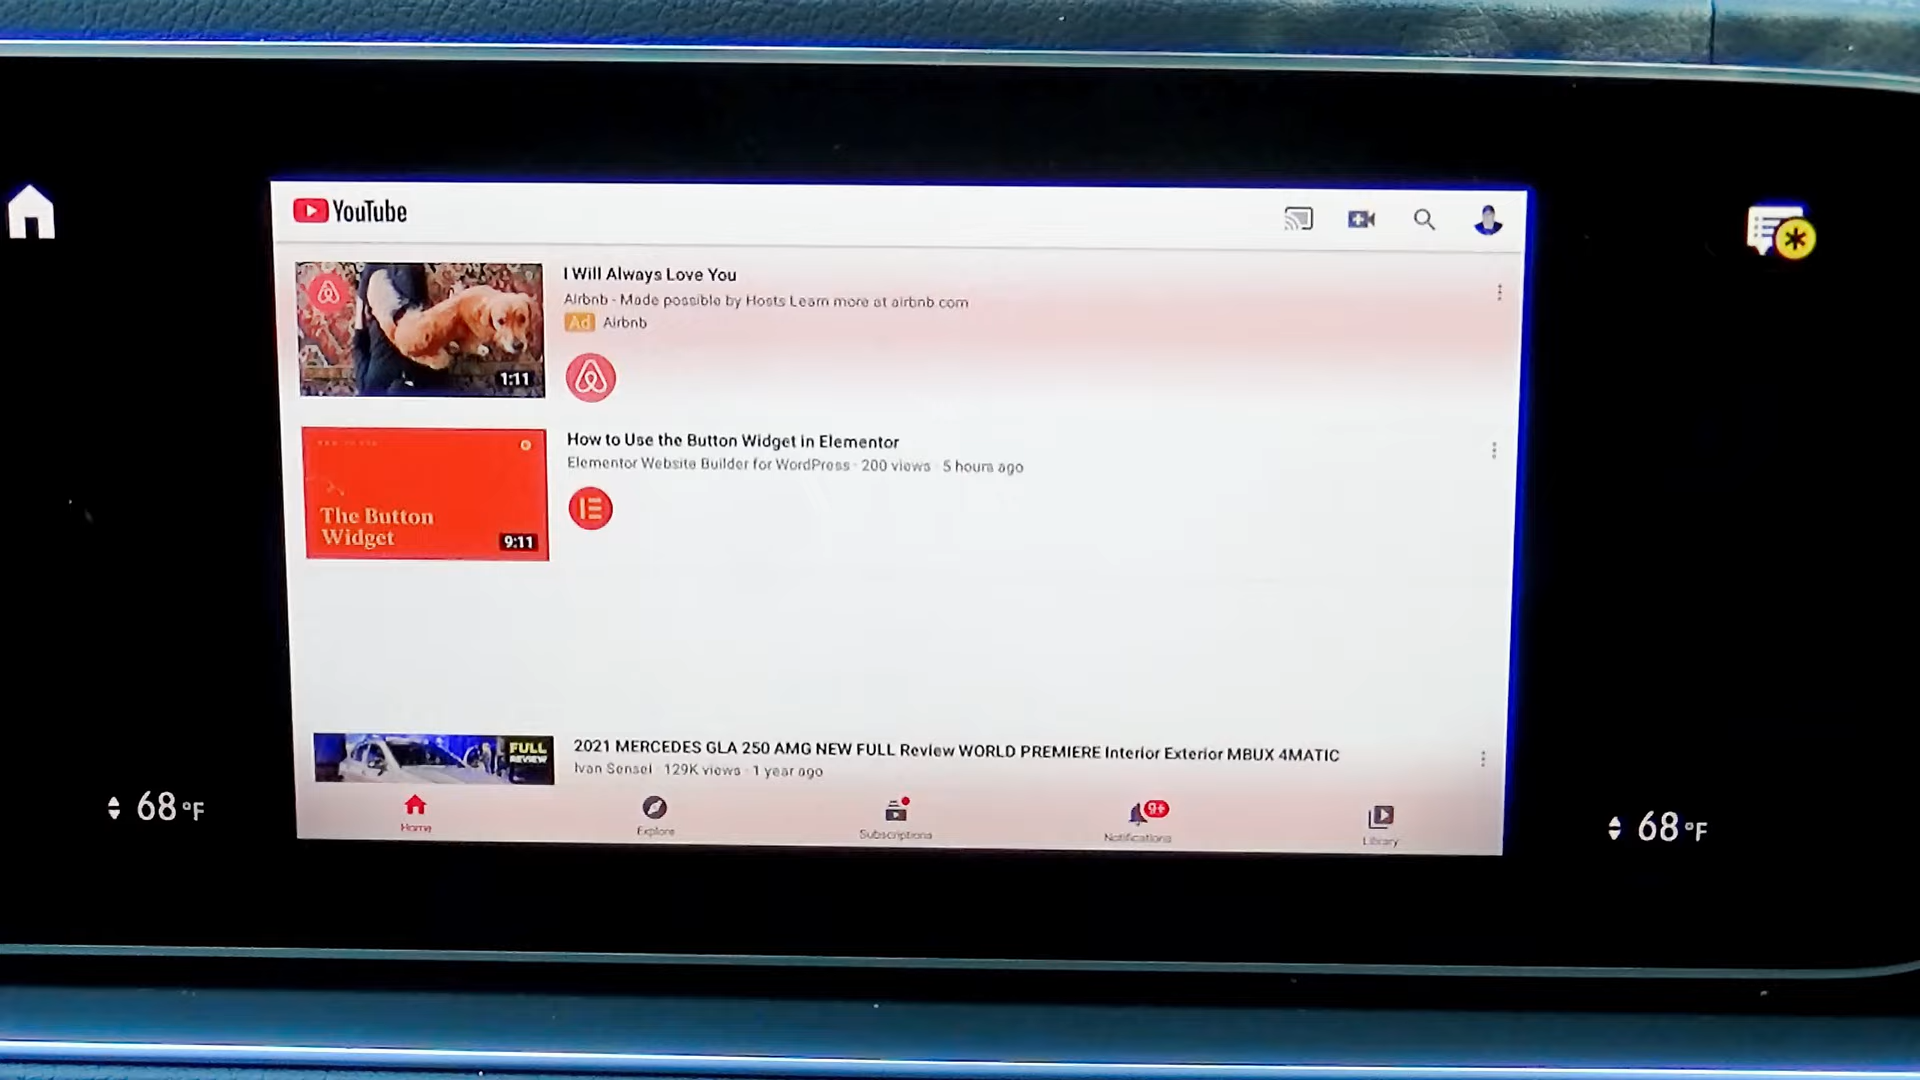 YouTube
I Will Always Love You
Airbnb - Made possible by Hosts Learn more at airbnb.com
Ad Airbnb
1:11
How to Use the Button Widget in Elementor
Elementor Website Builder for WordPress · 200 views · 5 hours ago
The Button
Widget
9:11
2021 MERCEDES GLA 250 AMG NEW FULL Review WORLD PREMIERE Interior Exterior MBUX 4MATIC
Ivan Sensel · 129K views · 1 year ago
FULL
REVIEW
Home
Explore
Subscriptions
9+
Notifications
Library
68°F
68°F